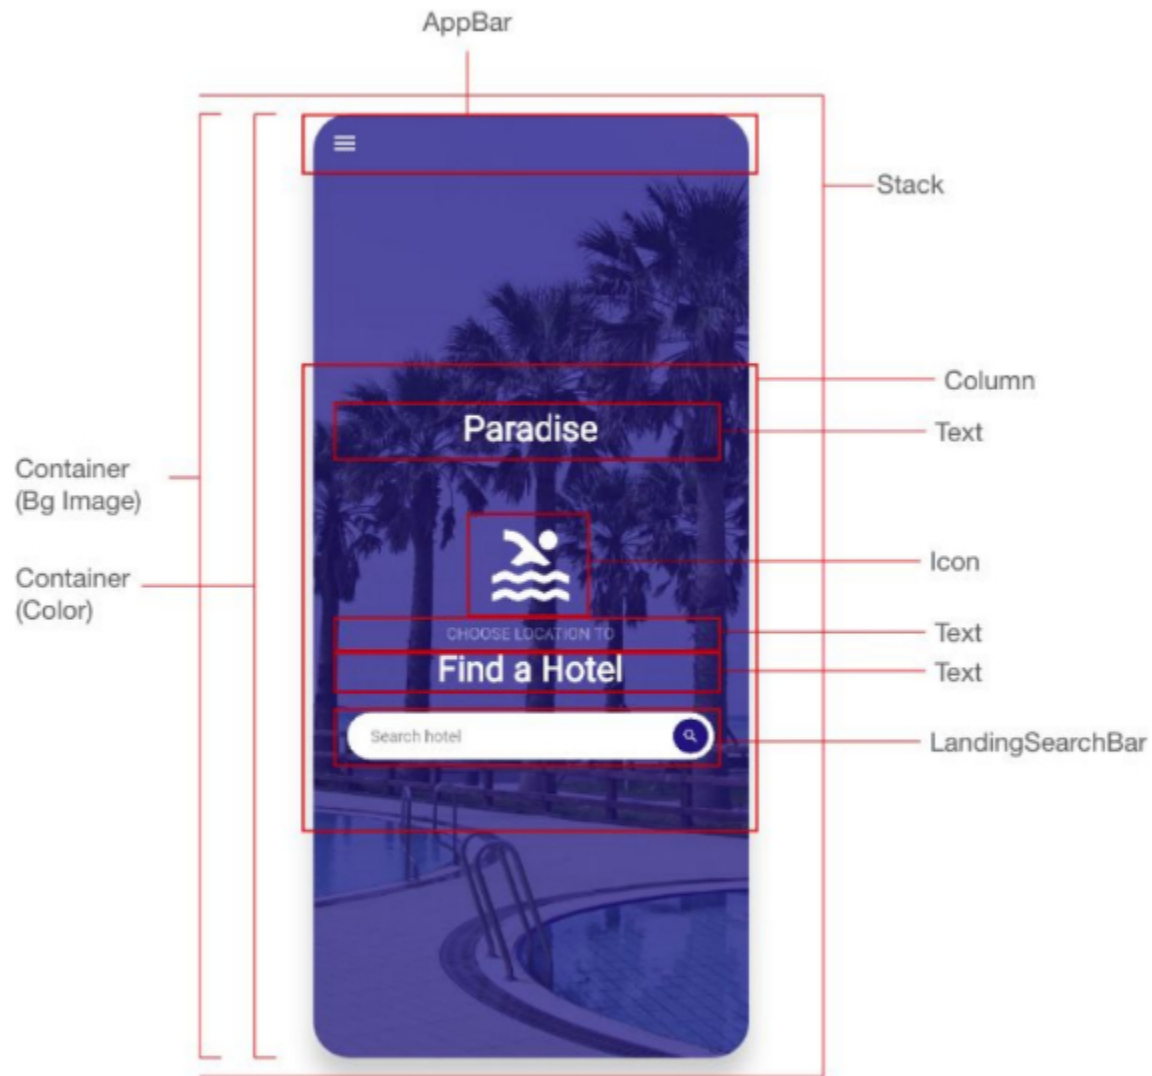 AppBar
Stack
Column
Paradise
Text
Container
(Bg Image)
Icon
Container
(Color)
CHOOSE LOCATION TO
Text
Find a Hotel
Text
Search hotel
LandingSearchBar